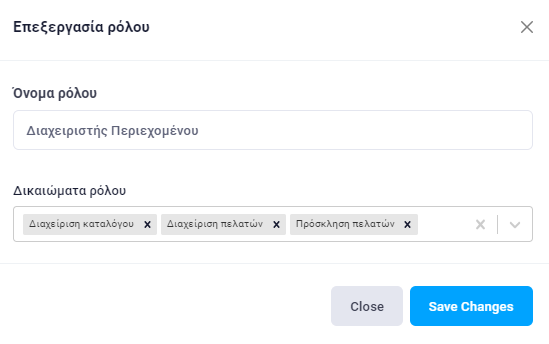 Επεξεργασία ρόλου
Όνομα ρόλου
Διαχειριστής Περιεχομένου
Δικαιώματα ρόλου
Διαχείριση καταλόγου Διαχείριση πελατών Πρόσκληση πελατών
Close Save Changes